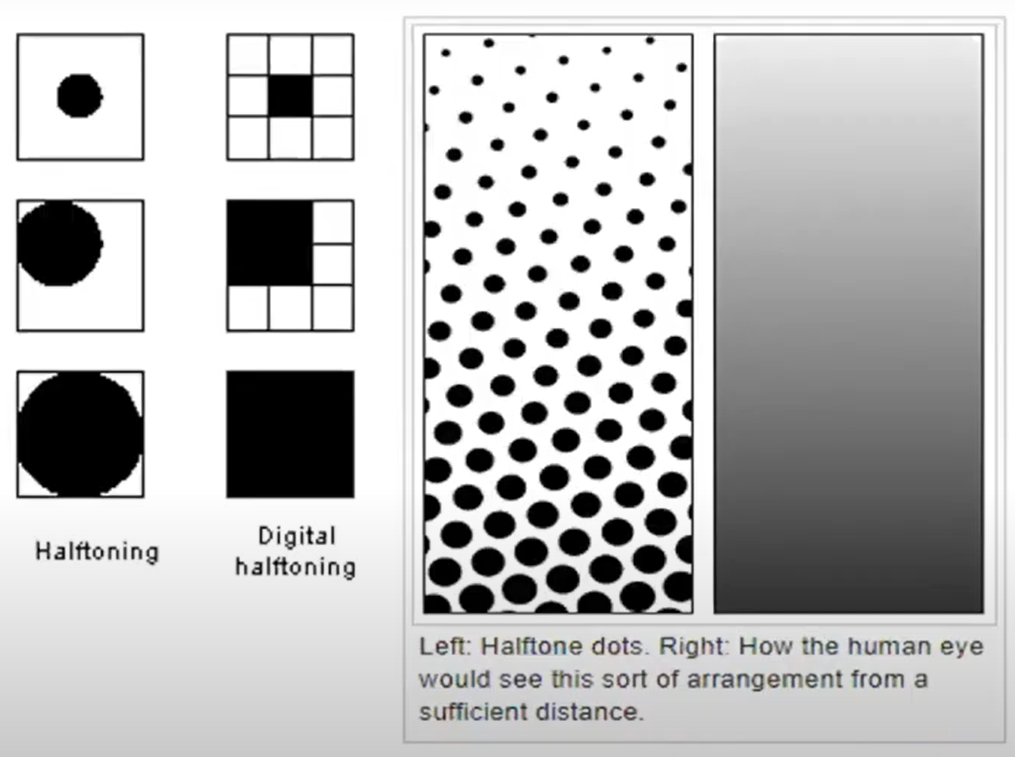 Halftoning
Digital
halftoning
Left: Halftone dots. Right: How the human eye
would see this sort of arrangement from a
sufficient distance.